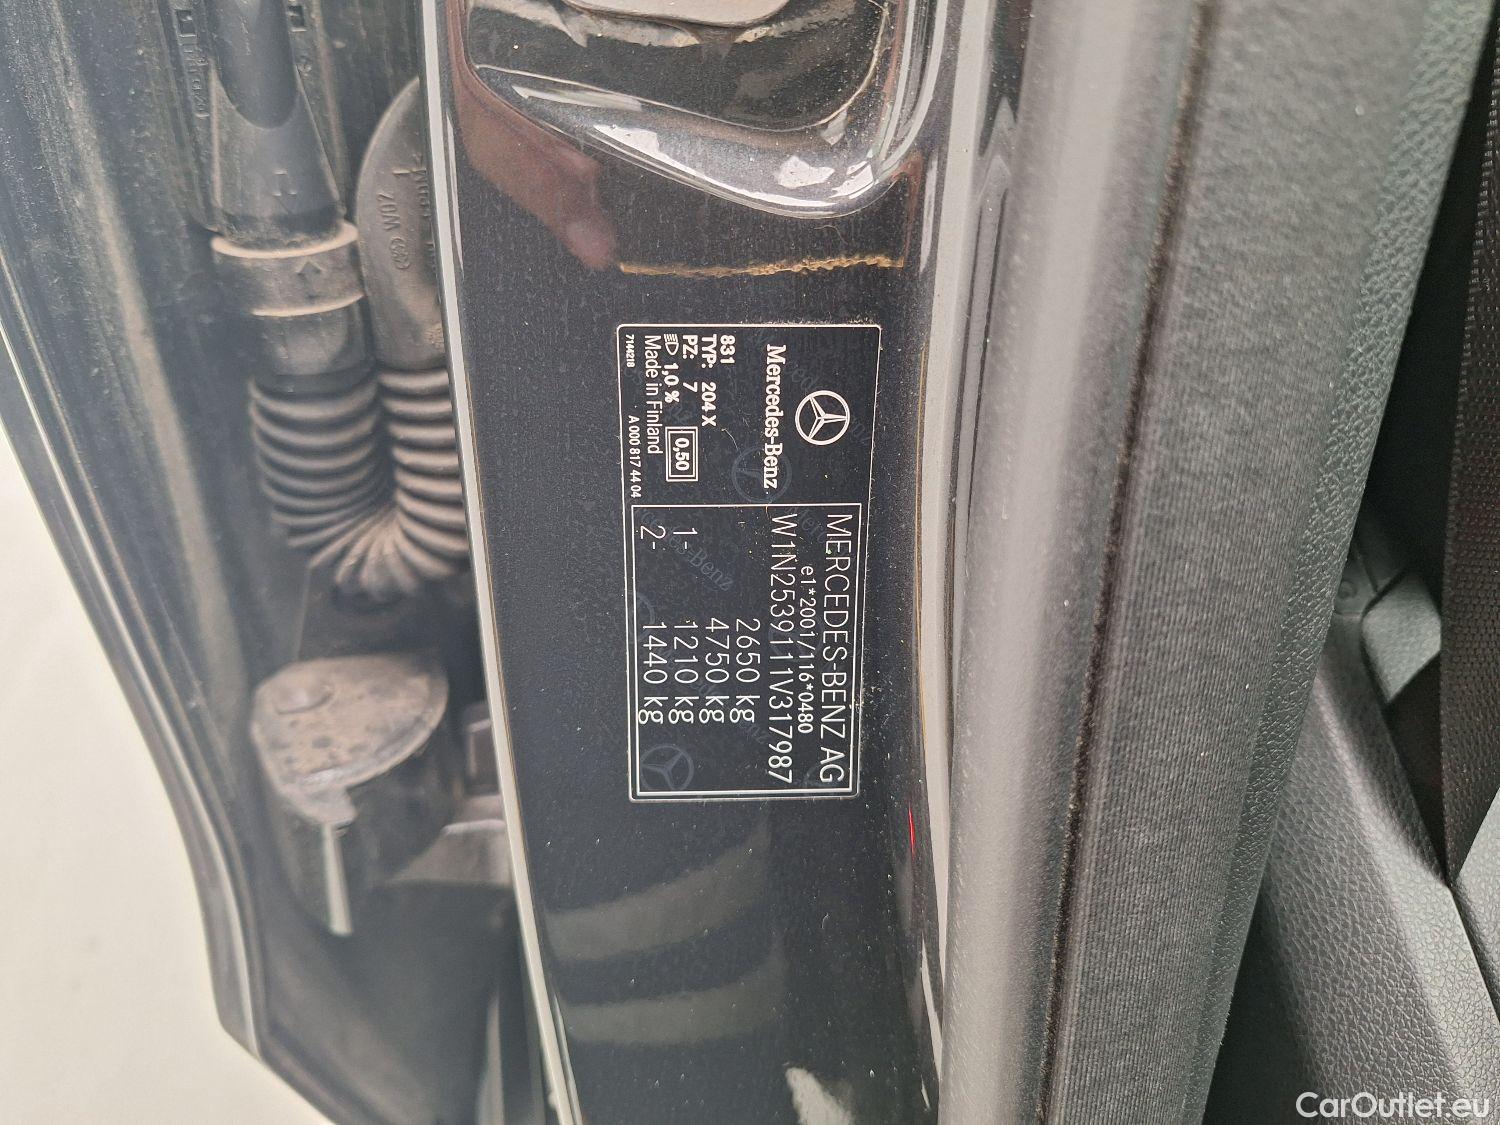 Mercedes-Benz
831
TYP: 204 X
1,0 %
0,50
PZ: 7
Made in Finland
7144218
A 000 817 44 04
MERCEDES-BENZ AG
e1*2001/116*0480
W1N2539111V317987
2650 kg
4750 kg
1- 1210 kg
2- 1440 kg
CarOutlet.eu